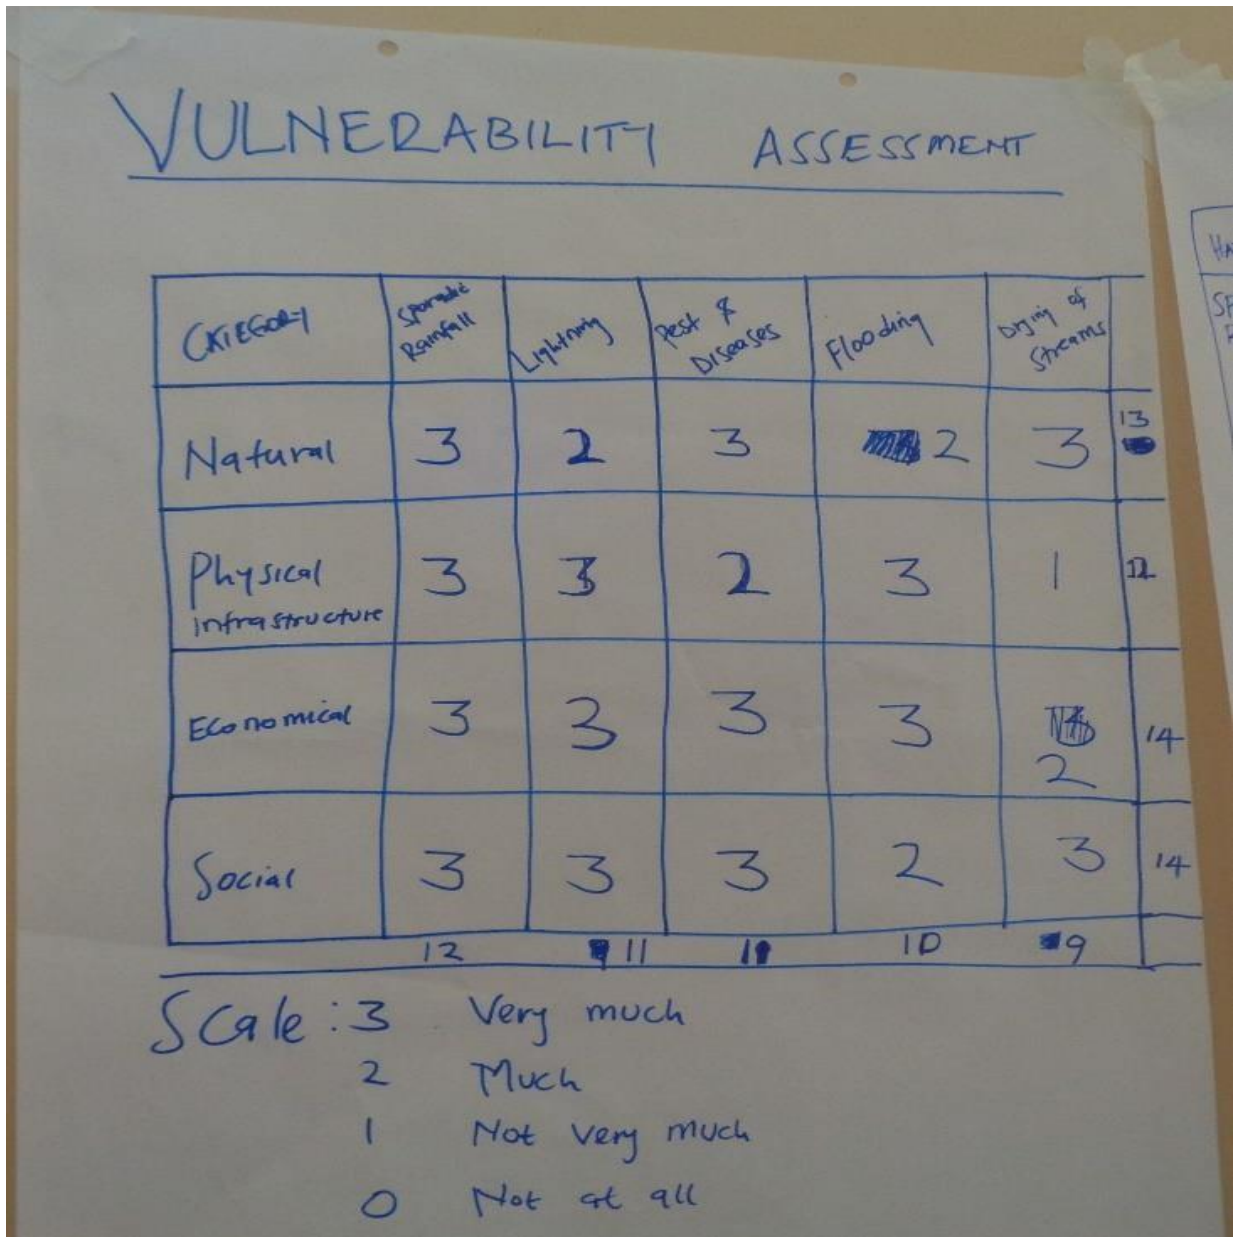 VULNERABILITY ASSESSMENT
CATEGORY Sporadic Rainfall Lightning Pest & Diseases Flooding Drying of Streams
Natural 3 2 3 2 3 13
Physical infrastructure 3 3 2 3 1 12
Economical 3 3 3 3 2 14
Social 3 3 3 2 3 14
12 11 11 10 9
Scale: 3 Very much
2 Much
1 Not very much
0 Not at all
HA
SP